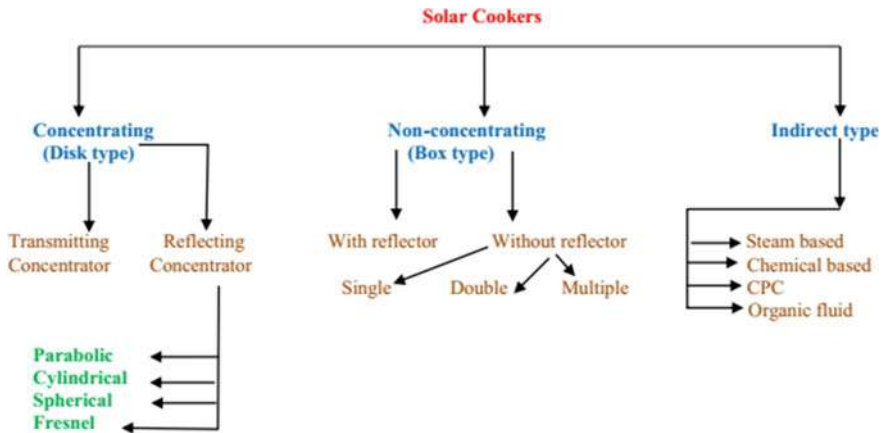 Solar Cookers
Concentrating
(Disk type)
Non-concentrating
(Box type)
Indirect type
Transmitting
Concentrator
Reflecting
Concentrator
With reflector
Without reflector
Single
Double
Multiple
Steam based
Chemical based
CPC
Organic fluid
Parabolic
Cylindrical
Spherical
Fresnel